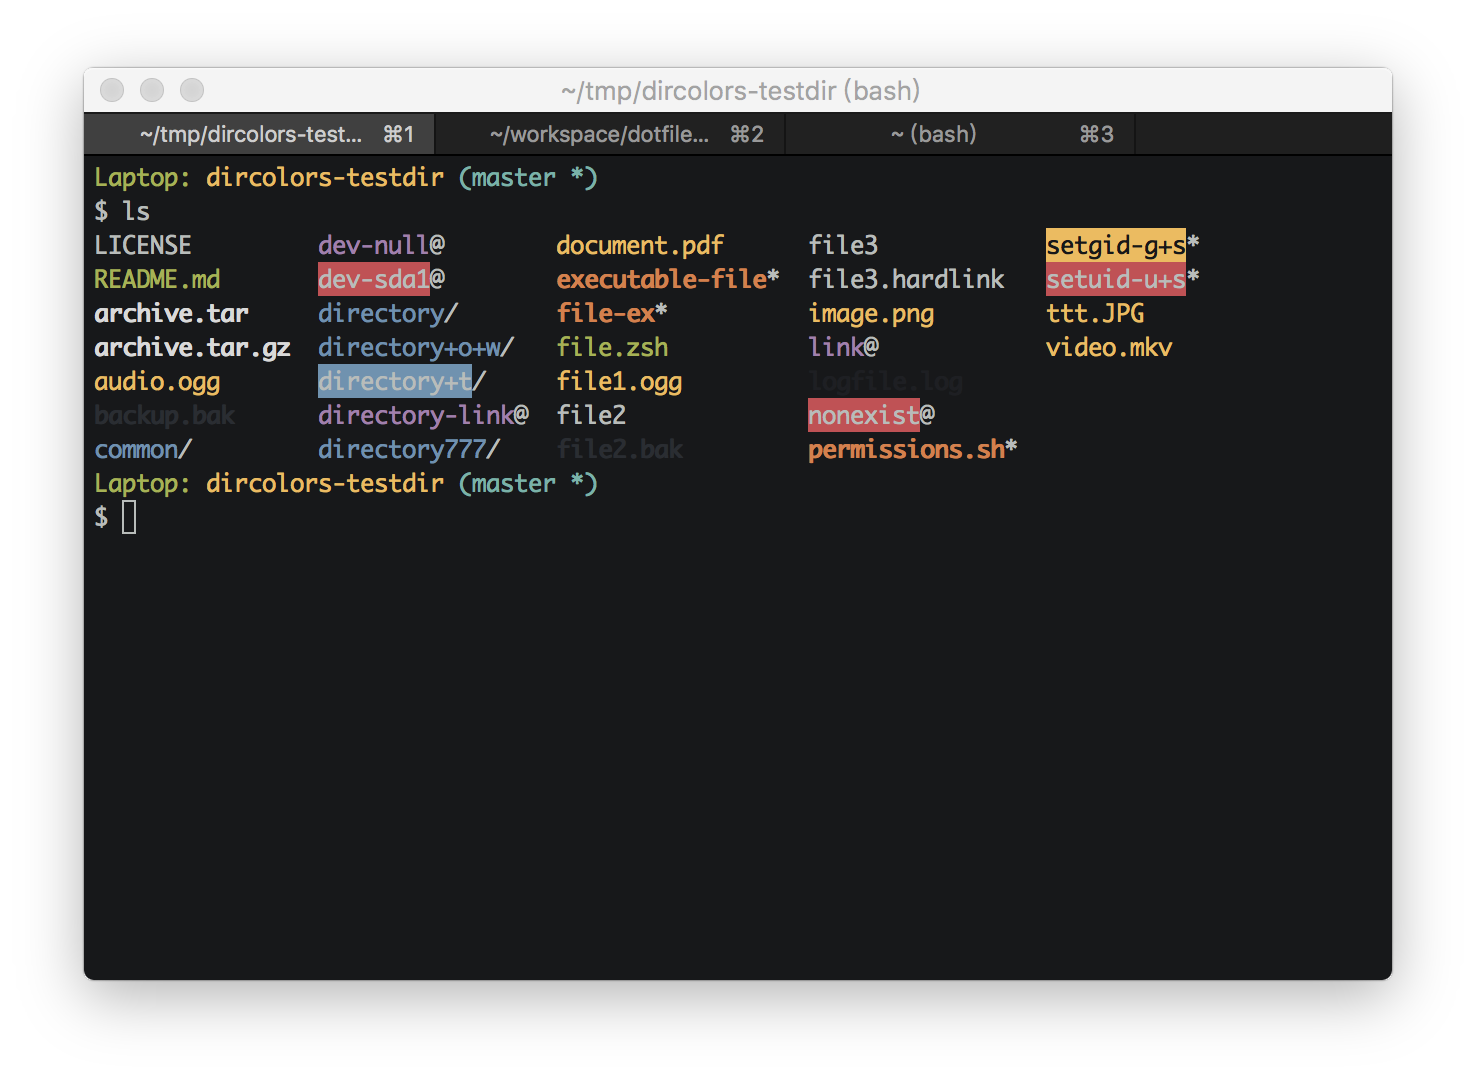 ~/tmp/dircolors-testdir (bash)
~/tmp/dircolors-test... ⌘1 ~/workspace/dotfile... ⌘2 ~ (bash) ⌘3
Laptop: dircolors-testdir (master *)
$ ls
LICENSE dev-null@ document.pdf file3 setgid-g+s*
README.md dev-sda1@ executable-file* file3.hardlink setuid-u+s*
archive.tar directory/ file-ex* image.png ttt.JPG
archive.tar.gz directory+o+w/ file.zsh link@ video.mkv
audio.ogg directory+t/ file1.ogg logfile.log
backup.bak directory-link@ file2 nonexist@
common/ directory777/ file2.bak permissions.sh*
Laptop: dircolors-testdir (master *)
$